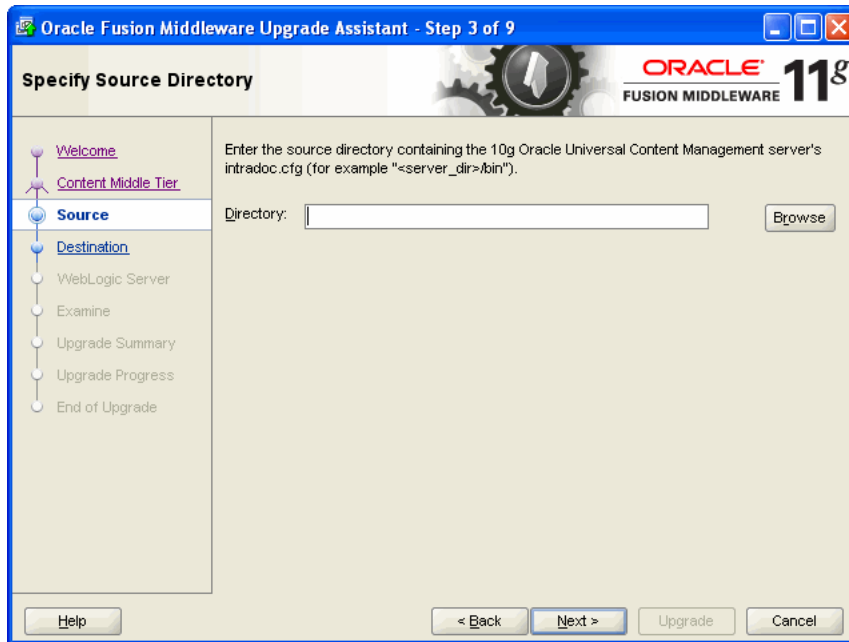 Oracle Fusion Middleware Upgrade Assistant - Step 3 of 9
Specify Source Directory
ORACLE
FUSION MIDDLEWARE
11g
Welcome
Content Middle Tier
Source
Destination
WebLogic Server
Examine
Upgrade Summary
Upgrade Progress
End of Upgrade
Enter the source directory containing the 10g Oracle Universal Content Management server's
intradoc.cfg (for example "<server_dir>/bin").
Directory:
Browse
Help
< Back
Next >
Upgrade
Cancel